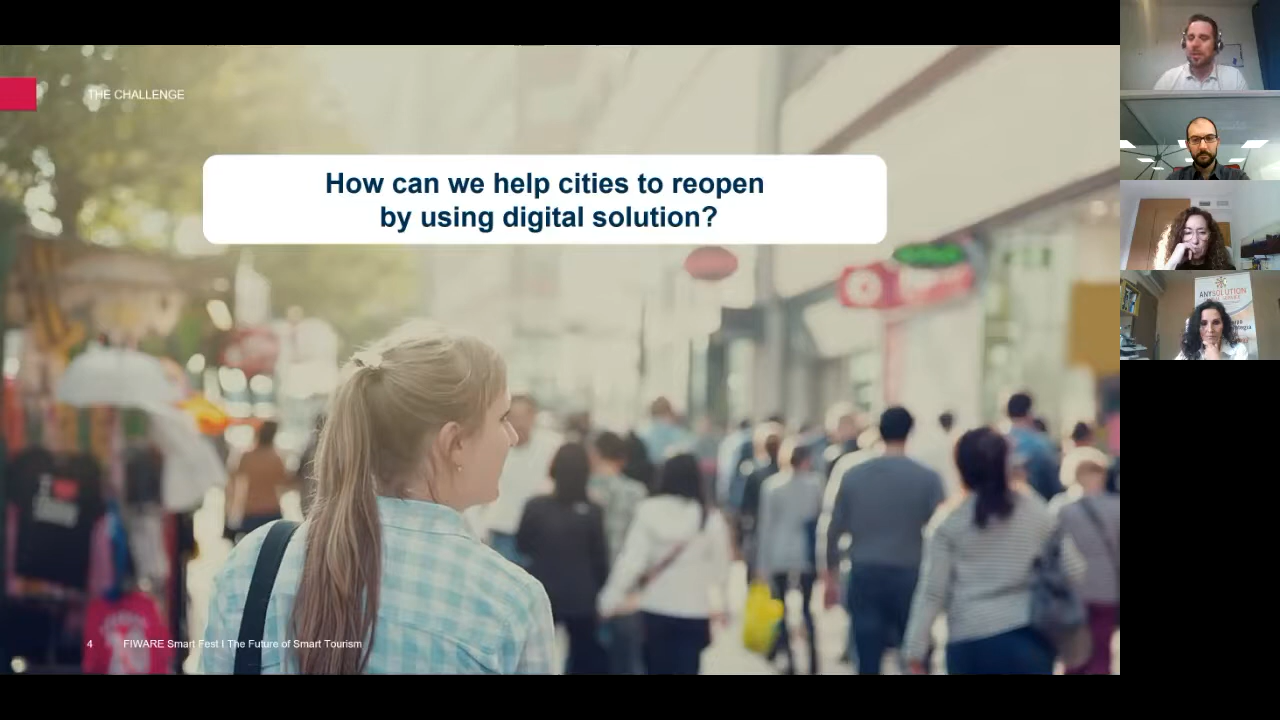 THE CHALLENGE
How can we help cities to reopen
by using digital solution?
4 FIWARE Smart Fest I The Future of Smart Tourism
ANYSOLUTION